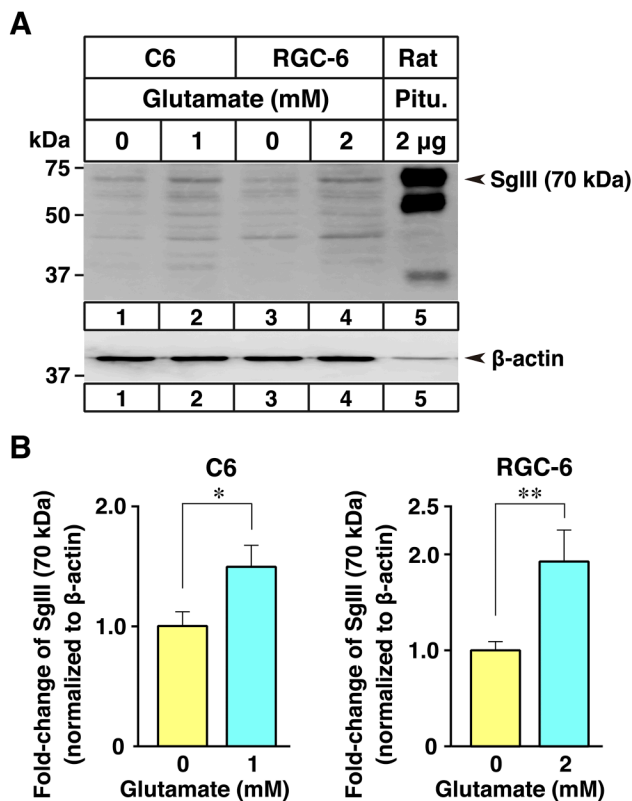 A
C6 RGC-6 Rat
Glutamate (mM) Pitu.
kDa 0 1 0 2 2 µg
75
SgIII (70 kDa)
50
37
1 2 3 4 5
β-actin
37
1 2 3 4 5
B
C6
Fold-change of SgIII (70 kDa)
(normalized to β-actin)
2.0
*
1.0
0
0 1
Glutamate (mM)
RGC-6
Fold-change of SgIII (70 kDa)
(normalized to β-actin)
2.5
**
2.0
1.0
0
0 2
Glutamate (mM)